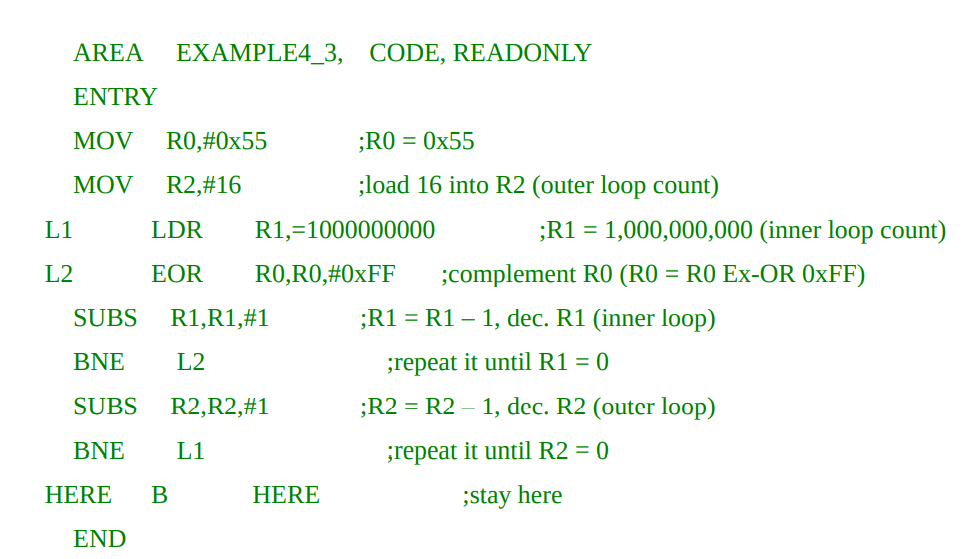 AREA EXAMPLE4_3, CODE, READONLY
ENTRY
MOV R0,#0x55 ;R0 = 0x55
MOV R2,#16 ;load 16 into R2 (outer loop count)
L1 LDR R1,=1000000000 ;R1 = 1,000,000,000 (inner loop count)
L2 EOR R0,R0,#0xFF ;complement R0 (R0 = R0 Ex-OR 0xFF)
SUBS R1,R1,#1 ;R1 = R1 – 1, dec. R1 (inner loop)
BNE L2 ;repeat it until R1 = 0
SUBS R2,R2,#1 ;R2 = R2 – 1, dec. R2 (outer loop)
BNE L1 ;repeat it until R2 = 0
HERE B HERE ;stay here
END